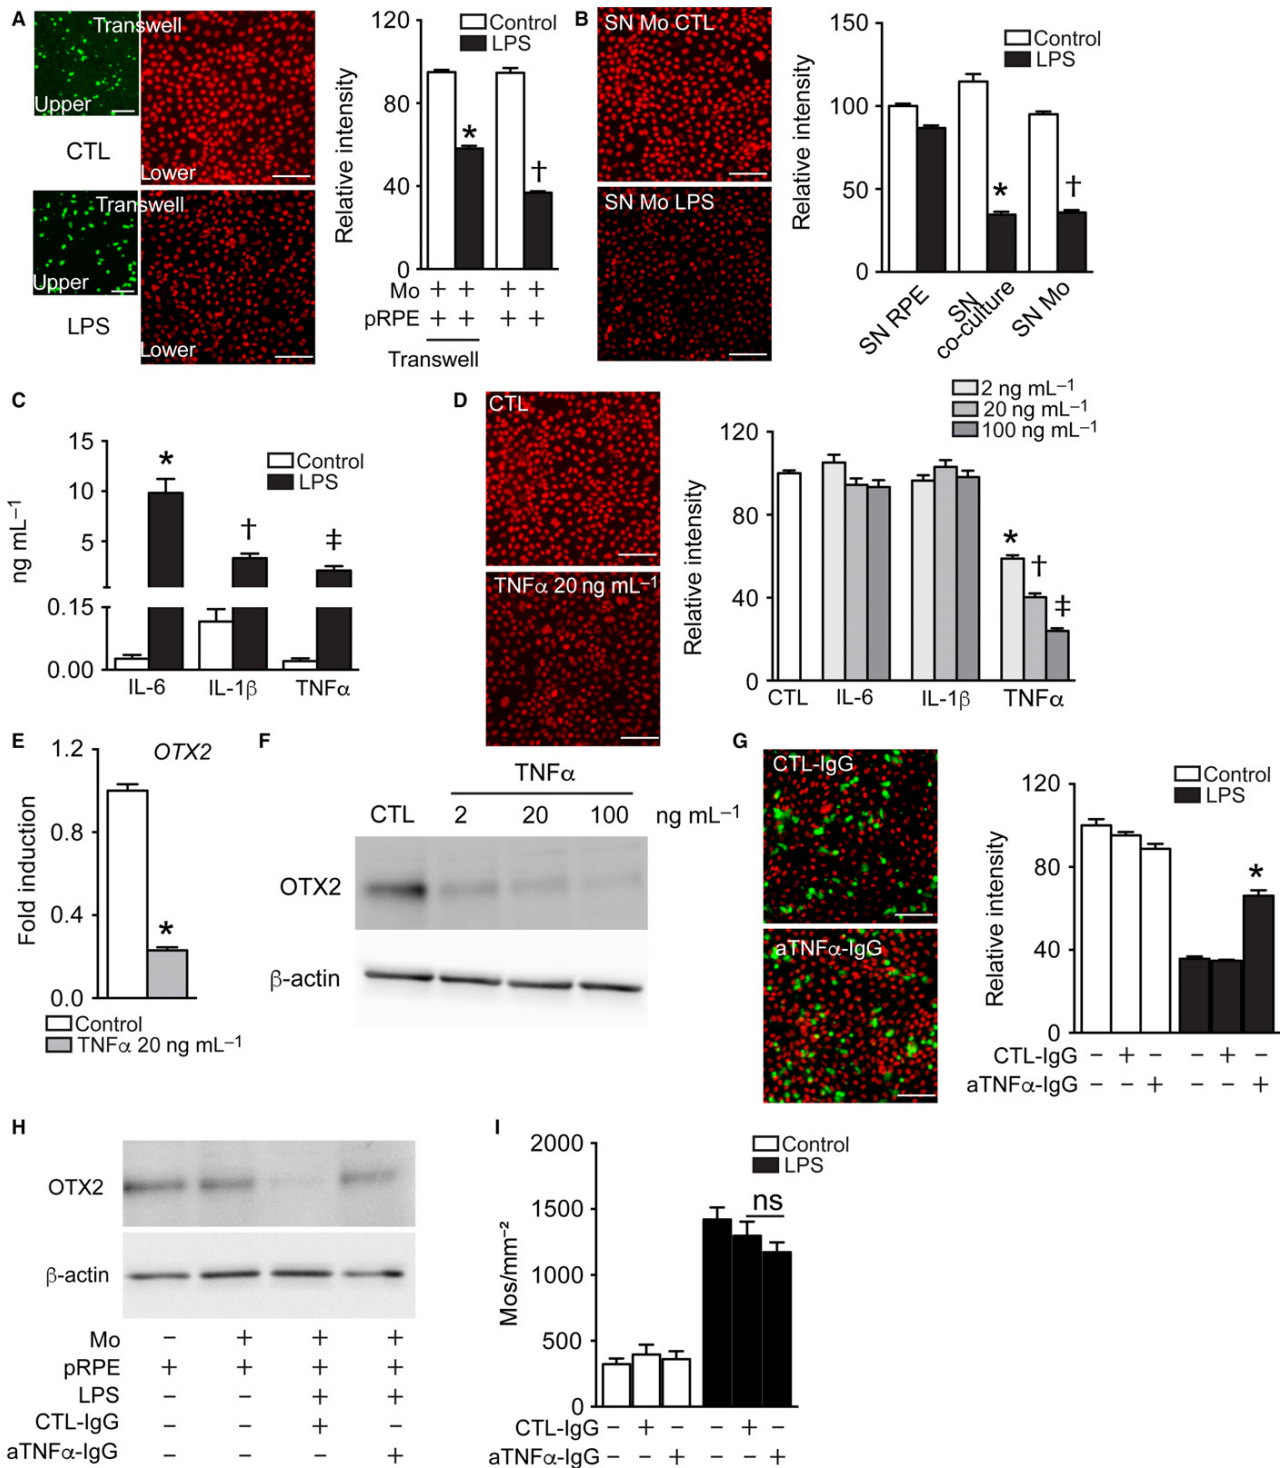 A
Transwell
Upper
CTL
Lower
Transwell
Upper
LPS
Lower
120
80
40
0
Relative intensity
Control
LPS
*
†
Mo + + + +
pRPE + + + +
Transwell
B
SN Mo CTL
SN Mo LPS
150
100
50
0
Relative intensity
Control
LPS
*
†
SN RPE
SN
co-culture
SN Mo
C
15
10
5
0.15
0.00
ng mL⁻¹
Control
LPS
*
†
‡
IL-6 IL-1β TNFα
D
CTL
TNFα 20 ng mL⁻¹
2 ng mL⁻¹
20 ng mL⁻¹
100 ng mL⁻¹
120
80
40
0
Relative intensity
*
†
‡
CTL IL-6 IL-1β TNFα
E
OTX2
1.2
0.8
0.4
0.0
Fold induction
*
Control
TNFα 20 ng mL⁻¹
F
TNFα
CTL 2 20 100 ng mL⁻¹
OTX2
β-actin
G
CTL-IgG
aTNFα-IgG
120
80
40
0
Relative intensity
Control
LPS
*
CTL-IgG – + – – + –
aTNFα-IgG – – + – – +
H
OTX2
β-actin
Mo – + + +
pRPE + + + +
LPS – – + +
CTL-IgG – – + –
aTNFα-IgG – – – +
I
2000
1500
1000
500
0
Mos/mm⁻²
Control
LPS
ns
CTL-IgG – + – – + –
aTNFα-IgG – – + – – +